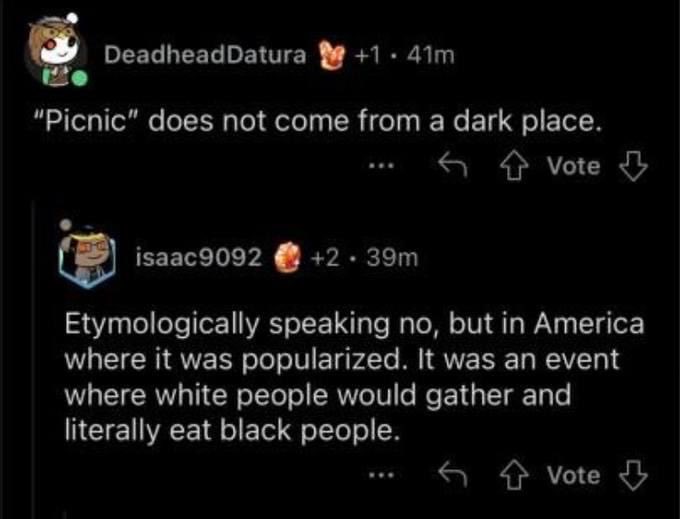 DeadheadDatura +1 · 41m
“Picnic” does not come from a dark place.
... Vote
isaac9092 +2 · 39m
Etymologically speaking no, but in America
where it was popularized. It was an event
where white people would gather and
literally eat black people.
... Vote